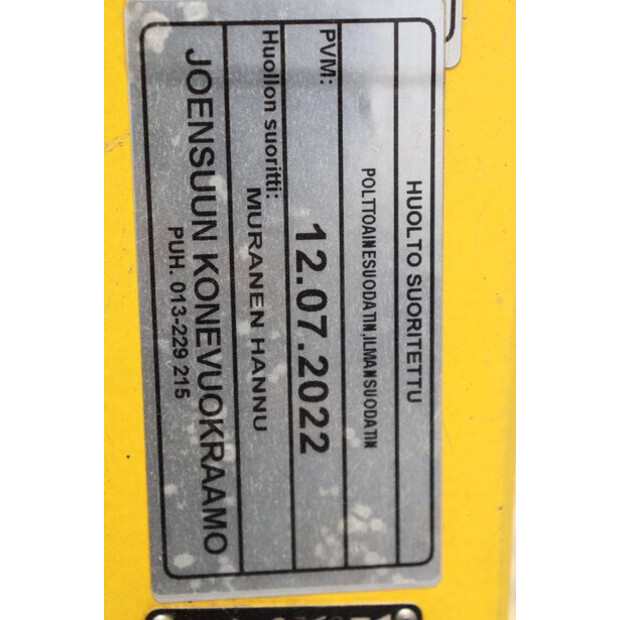 HUOLTO SUORITETTU
POLTTOAINESUODATIN,ILMANSUODATIN
PVM: 12.07.2022
Huollon suoritti: MURANEN HANNU
JOENSUUN KONEVUOKRAAMO
PUH. 013-229 215